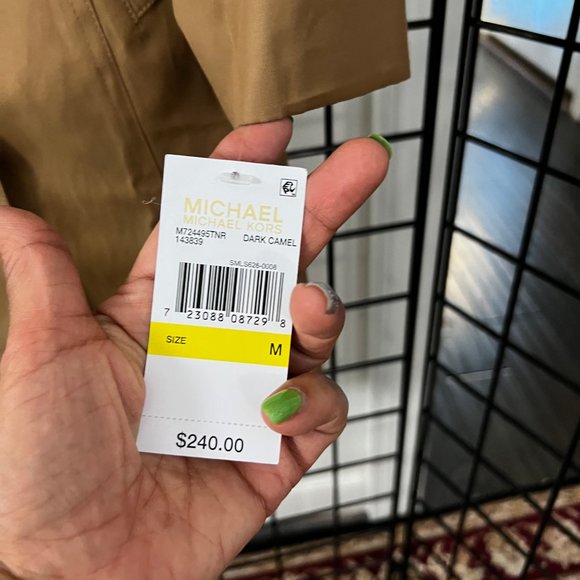 MICHAEL
MICHAEL KORS
M724495TNR
143839 DARK CAMEL
SMLS626-0008
7 23088 08729 8
SIZE M
$240.00